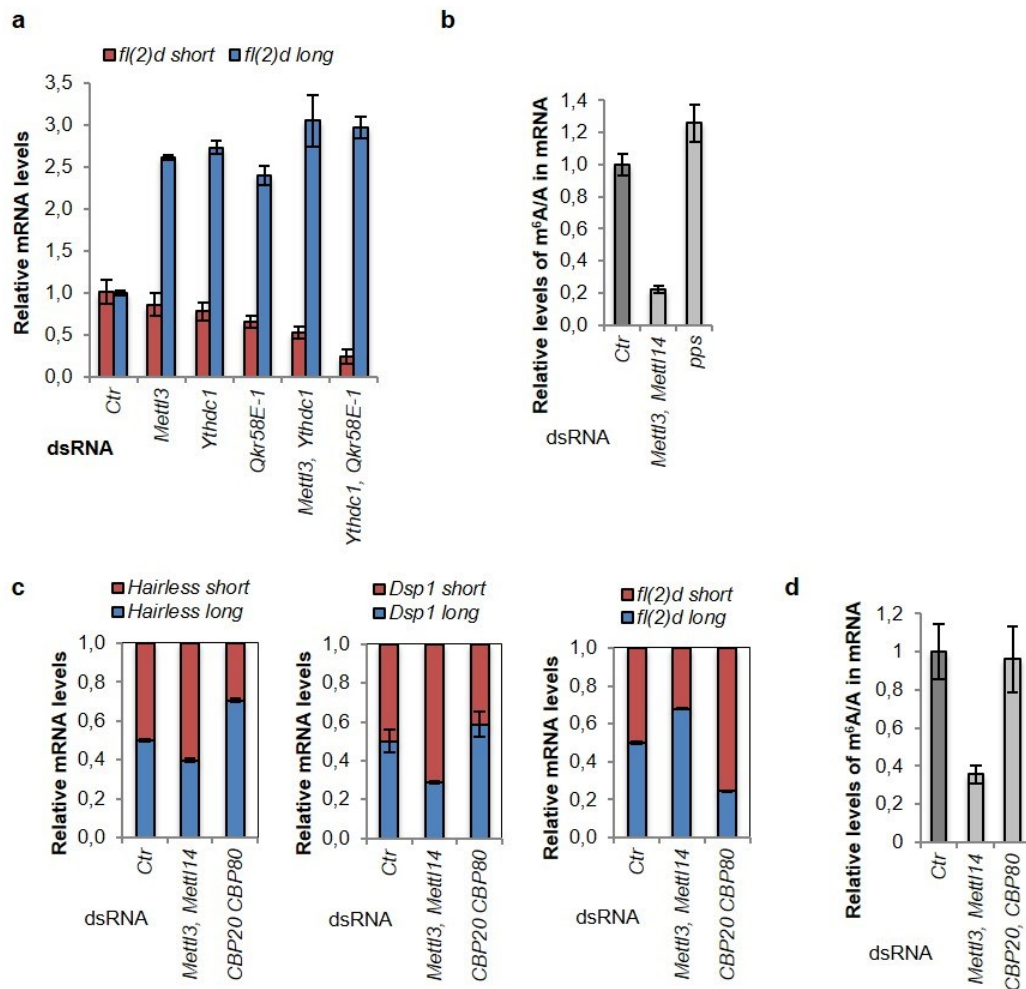 a
fl(2)d short fl(2)d long
Relative mRNA levels
3,5
3,0
2,5
2,0
1,5
1,0
0,5
0,0
Ctr
Mettl3
Ythdc1
Qkr58E-1
Mettl3, Ythdc1
Ythdc1, Qkr58E-1
dsRNA
b
Relative levels of m⁶A/A in mRNA
1,4
1,2
1,0
0,8
0,6
0,4
0,2
0,0
Ctr
Mettl3, Mettl14
pps
dsRNA
c
Hairless short
Hairless long
Relative mRNA levels
1,0
0,8
0,6
0,4
0,2
0,0
Ctr
Mettl3, Mettl14
CBP20 CBP80
dsRNA
Dsp1 short
Dsp1 long
Relative mRNA levels
1,0
0,8
0,6
0,4
0,2
0,0
Ctr
Mettl3, Mettl14
CBP20 CBP80
dsRNA
fl(2)d short
fl(2)d long
Relative mRNA levels
1,0
0,8
0,6
0,4
0,2
0,0
Ctr
Mettl3, Mettl14
CBP20 CBP80
dsRNA
d
Relative levels of m⁶A/A in mRNA
1,2
1
0,8
0,6
0,4
0,2
0
Ctr
Mettl3, Mettl14
CBP20, CBP80
dsRNA